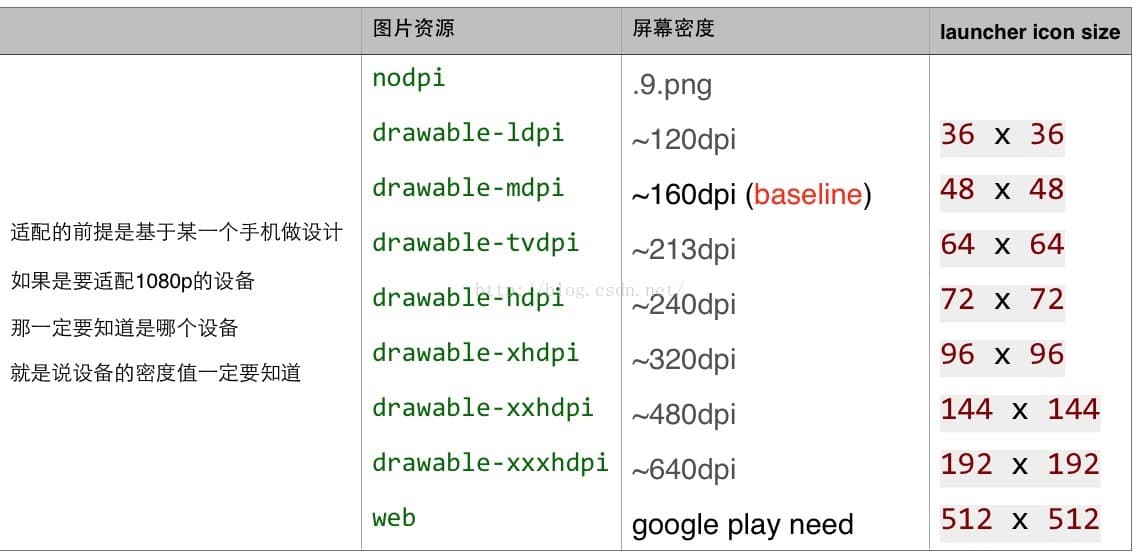 图片资源 屏幕密度 launcher icon size
nodpi .9.png
drawable-ldpi ~120dpi 36 x 36
drawable-mdpi ~160dpi (baseline) 48 x 48
适配的前提是基于某一个手机做设计
drawable-tvdpi ~213dpi 64 x 64
如果是要适配1080p的设备
http://blog.csdn.net/
drawable-hdpi ~240dpi 72 x 72
那一定要知道是哪个设备
drawable-xhdpi ~320dpi 96 x 96
就是说设备的密度值一定要知道
drawable-xxhdpi ~480dpi 144 x 144
drawable-xxxhdpi ~640dpi 192 x 192
web google play need 512 x 512